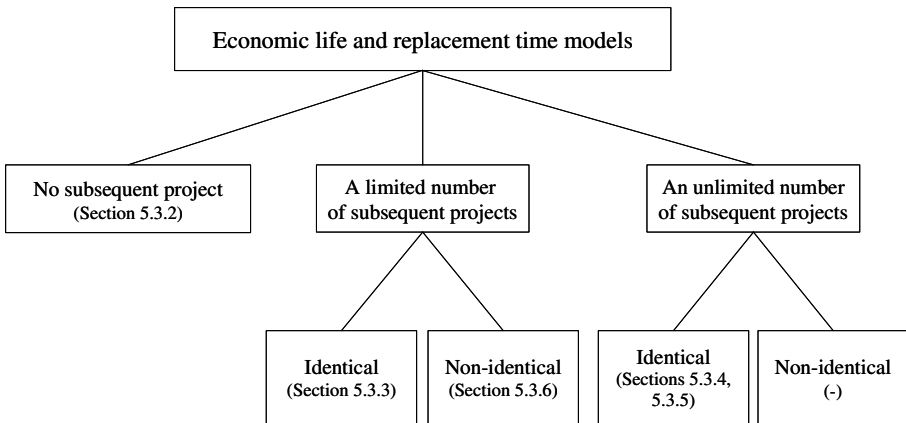 Economic life and replacement time models
No subsequent project
(Section 5.3.2)
A limited number
of subsequent projects
An unlimited number
of subsequent projects
Identical
(Section 5.3.3)
Non-identical
(Section 5.3.6)
Identical
(Sections 5.3.4,
5.3.5)
Non-identical
(-)